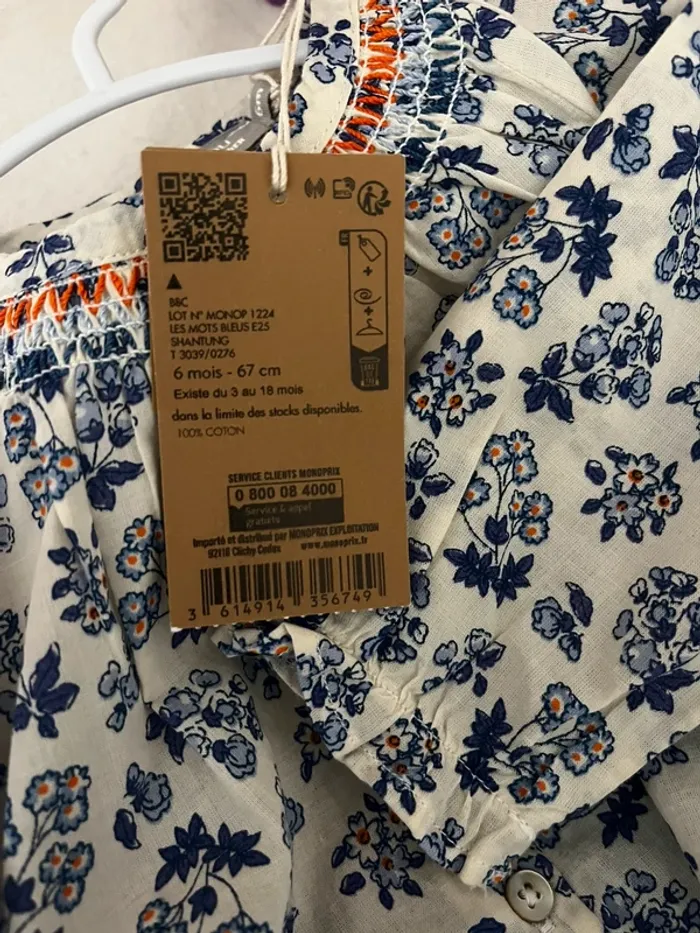 BBC
LOT N° MONOP 1224
LES MOTS BLEUS E25
SHANTUNG
T 3039/0276
6 mois - 67 cm
Existe du 3 au 18 mois
dans la limite des stocks disponibles.
100% COTON
+
+
SERVICE CLIENTS MONOPRIX
0 800 08 4000
Service & appel
gratuits
Importé et distribué par MONOPRIX EXPLOITATION
92116 Clichy Cedex www.monoprix.fr
3 614914 356749